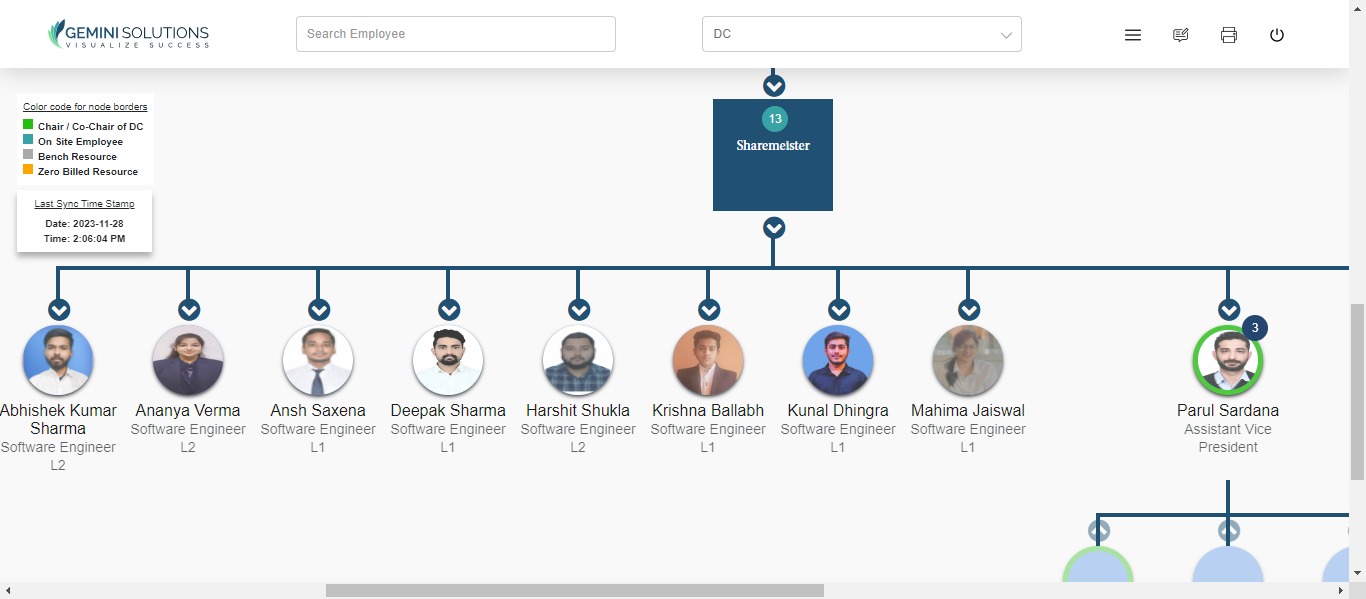 GEMINI SOLUTIONS
VISUALIZE SUCCESS
Search Employee
DC
Color code for node borders
Chair / Co-Chair of DC
On Site Employee
Bench Resource
Zero Billed Resource
Last Sync Time Stamp
Date: 2023-11-28
Time: 2:06:04 PM
13
Sharemeister
Abhishek Kumar
Sharma
Software Engineer
L2
Ananya Verma
Software Engineer
L2
Ansh Saxena
Software Engineer
L1
Deepak Sharma
Software Engineer
L1
Harshit Shukla
Software Engineer
L2
Krishna Ballabh
Software Engineer
L1
Kunal Dhingra
Software Engineer
L1
Mahima Jaiswal
Software Engineer
L1
3
Parul Sardana
Assistant Vice
President